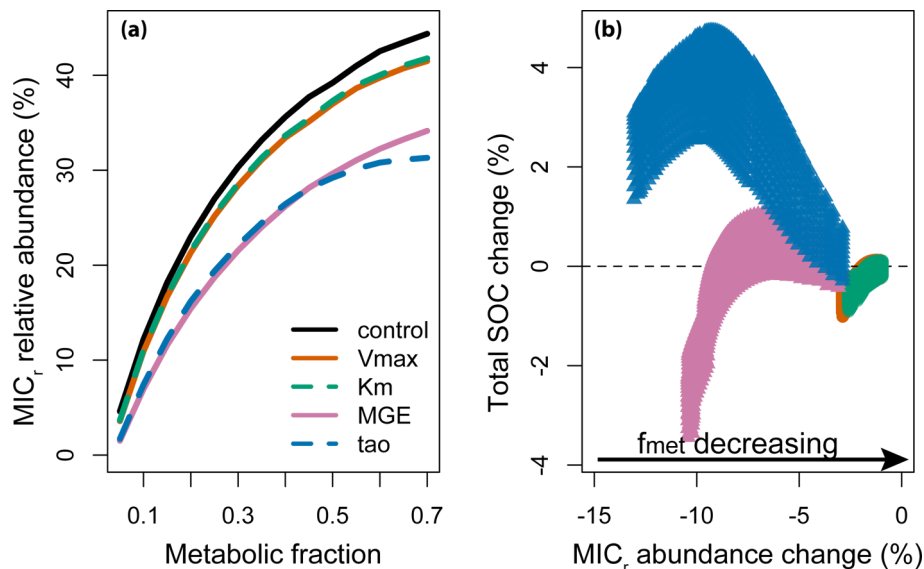 (a)
MICr relative abundance (%)
40
30
20
10
0
control
Vmax
Km
MGE
tao
0.1
0.3
0.5
0.7
Metabolic fraction
(b)
Total SOC change (%)
4
2
0
-2
-4
fmet decreasing
-15
-10
-5
0
MICr abundance change (%)